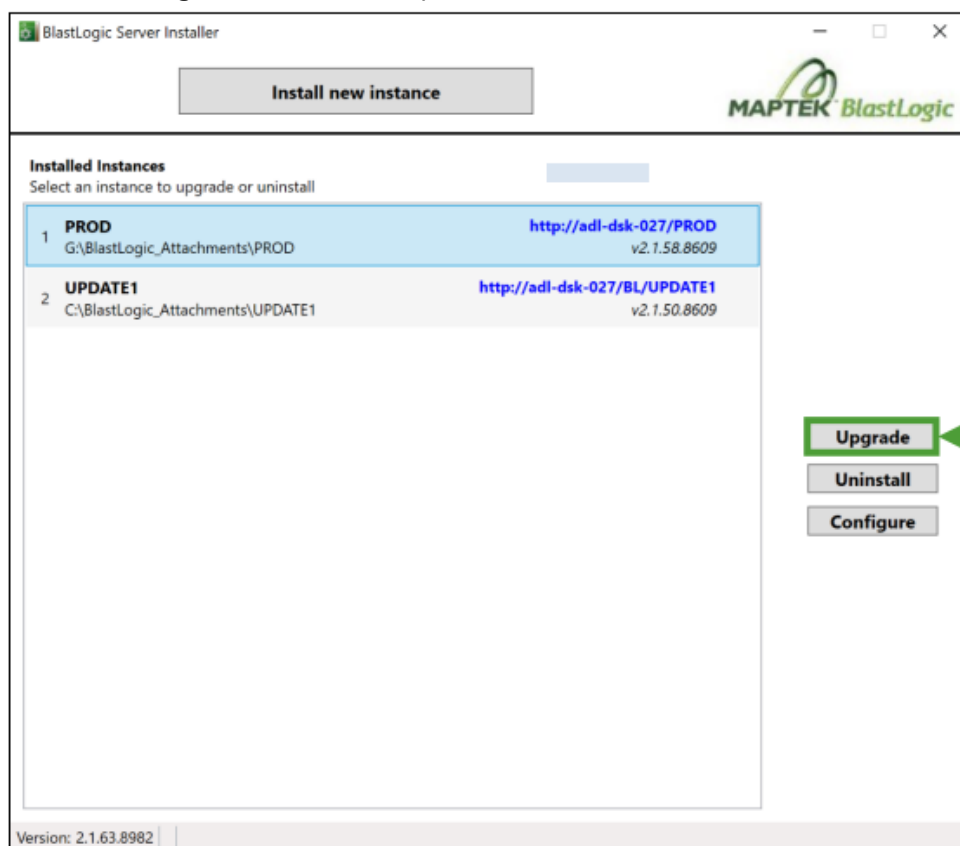 BlastLogic Server Installer
Install new instance
MAPTEK BlastLogic
Installed Instances
Select an instance to upgrade or uninstall
1 PROD http://adl-dsk-027/PROD
G:\BlastLogic_Attachments\PROD v2.1.58.8609
2 UPDATE1 http://adl-dsk-027/BL/UPDATE1
C:\BlastLogic_Attachments\UPDATE1 v2.1.50.8609
Upgrade
Uninstall
Configure
Version: 2.1.63.8982